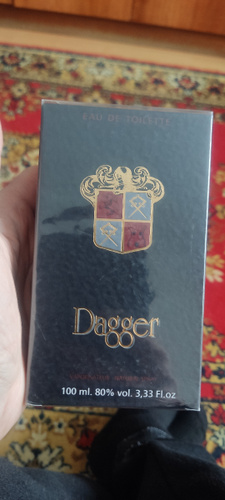 EAU DE TOILETTE
Dagger
100 ml. 80% vol. 3,33 Fl.oz